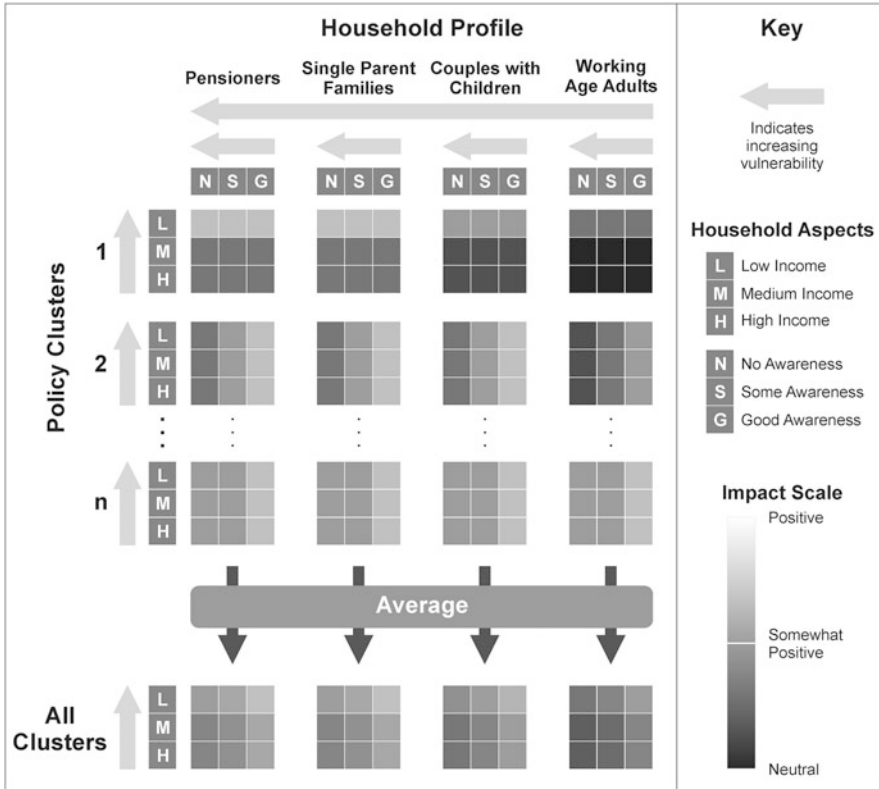 Household Profile
Pensioners
Single Parent
Families
Couples with
Children
Working
Age Adults
N S G
N S G
N S G
N S G
Policy Clusters
1
L
M
H
2
L
M
H
n
L
M
H
Average
All
Clusters
L
M
H
Key
Indicates
increasing
vulnerability
Household Aspects
L Low Income
M Medium Income
H High Income
N No Awareness
S Some Awareness
G Good Awareness
Impact Scale
Positive
Somewhat
Positive
Neutral